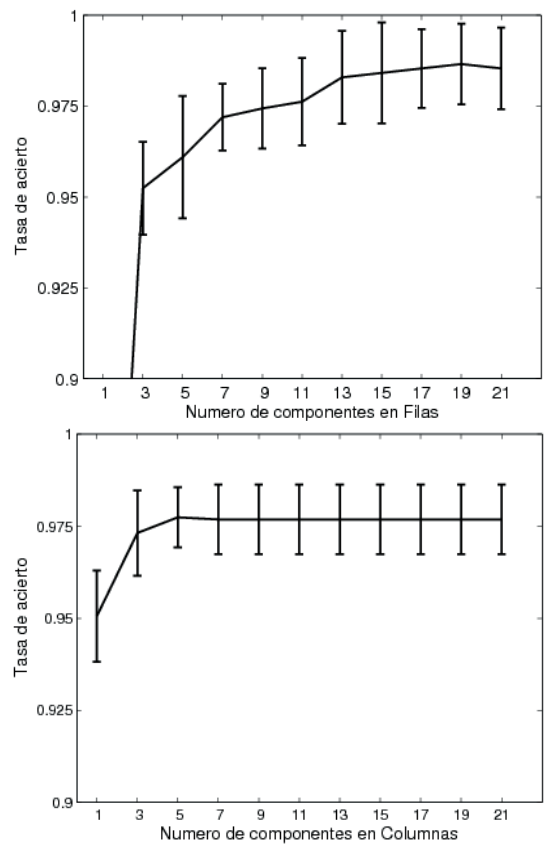 1
0.975
0.95
0.925
0.9
Tasa de acierto
1 3 5 7 9 11 13 15 17 19 21
Numero de componentes en Filas
1
0.975
0.95
0.925
0.9
Tasa de acierto
1 3 5 7 9 11 13 15 17 19 21
Numero de componentes en Columnas